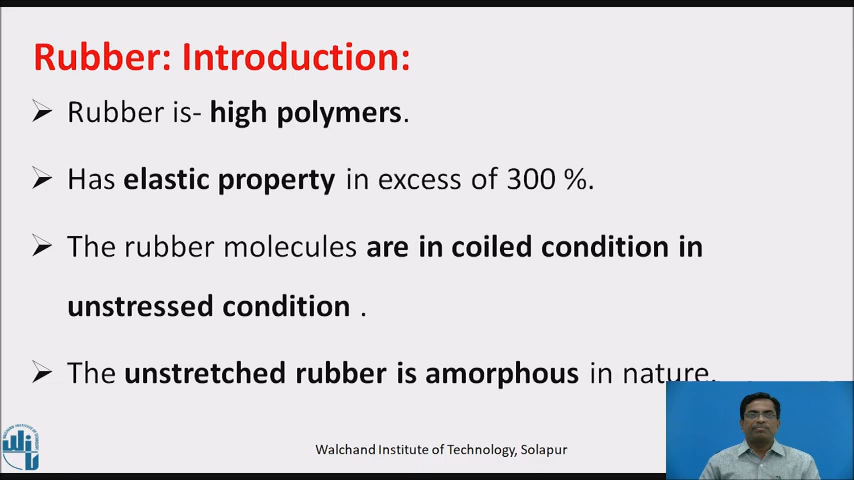 Rubber: Introduction:
➢ Rubber is- high polymers.
➢ Has elastic property in excess of 300 %.
➢ The rubber molecules are in coiled condition in
unstressed condition .
➢ The unstretched rubber is amorphous in nature.
Walchand Institute of Technology, Solapur